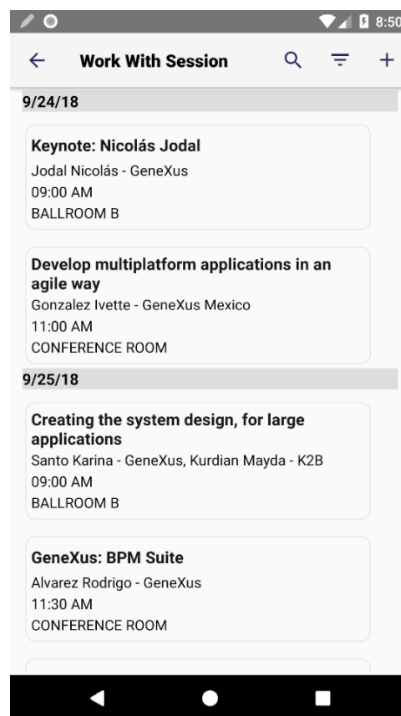 8:50
Work With Session
9/24/18
Keynote: Nicolás Jodal
Jodal Nicolás - GeneXus
09:00 AM
BALLROOM B
Develop multiplatform applications in an
agile way
Gonzalez Ivette - GeneXus Mexico
11:00 AM
CONFERENCE ROOM
9/25/18
Creating the system design, for large
applications
Santo Karina - GeneXus, Kurdian Mayda - K2B
09:00 AM
BALLROOM B
GeneXus: BPM Suite
Alvarez Rodrigo - GeneXus
11:30 AM
CONFERENCE ROOM